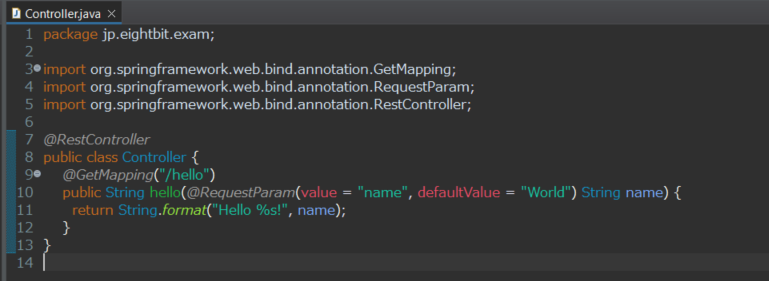 Controller.java
1 package jp.eightbit.exam;
2
3 import org.springframework.web.bind.annotation.GetMapping;
4 import org.springframework.web.bind.annotation.RequestParam;
5 import org.springframework.web.bind.annotation.RestController;
6
7 @RestController
8 public class Controller {
9 @GetMapping("/hello")
10 public String hello(@RequestParam(value = "name", defaultValue = "World") String name) {
11 return String.format("Hello %s!", name);
12 }
13 }
14